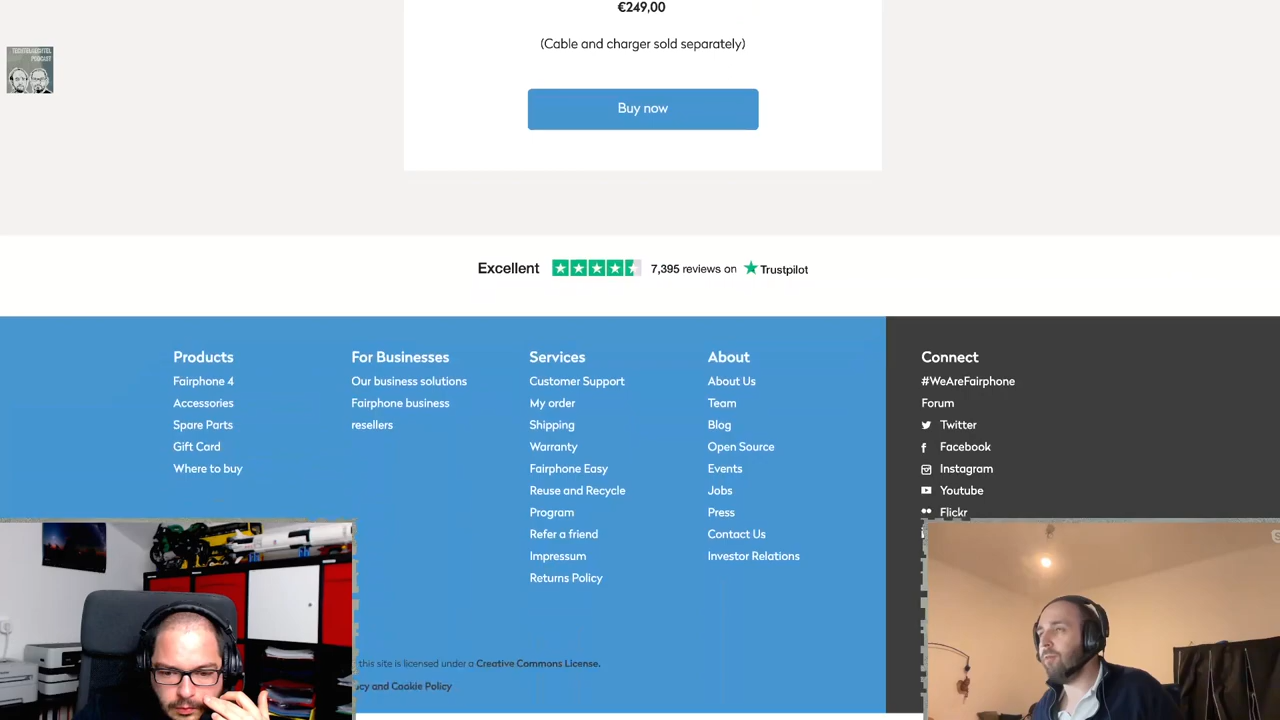 €249,00
(Cable and charger sold separately)
PODCAST
Buy now
Excellent
7,395 reviews on
Trustpilot
Products
Fairphone 4
Accessories
Spare Parts
Gift Card
Where to buy
For Businesses
Our business solutions
Fairphone business
resellers
Services
Customer Support
My order
Shipping
Warranty
Fairphone Easy
Reuse and Recycle
Program
Refer a friend
Impressum
Returns Policy
About
About Us
Team
Blog
Open Source
Events
Jobs
Press
Contact Us
Investor Relations
Connect
#WeAreFairphone
Forum
Twitter
Facebook
Instagram
Youtube
Flickr
this site is licensed under a Creative Commons License.
and Cookie Policy